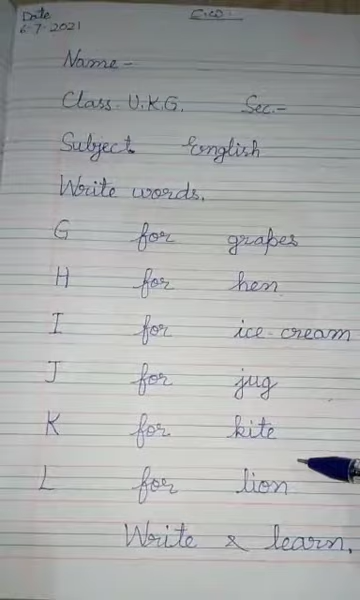 Date
6-7-2021
C.W.
Name-
Class- U.K.G. Sec.-
Subject English
Write words.
G for grapes
H for hen
I for ice-cream
J for jug
K for kite
L for lion
Write & learn.